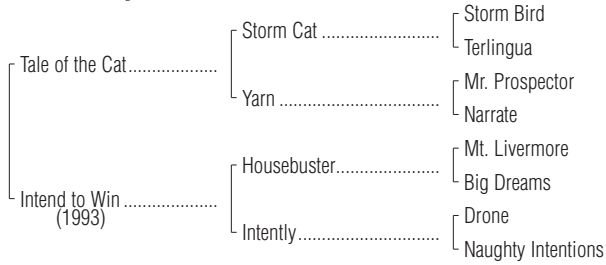 Storm Bird
Storm Cat ..............................
Terlingua
Tale of the Cat...................
Mr. Prospector
Yarn .........................................
Narrate
Mt. Livermore
Housebuster..........................
Big Dreams
Intend to Win ....................
(1993)
Drone
Intently....................................
Naughty Intentions